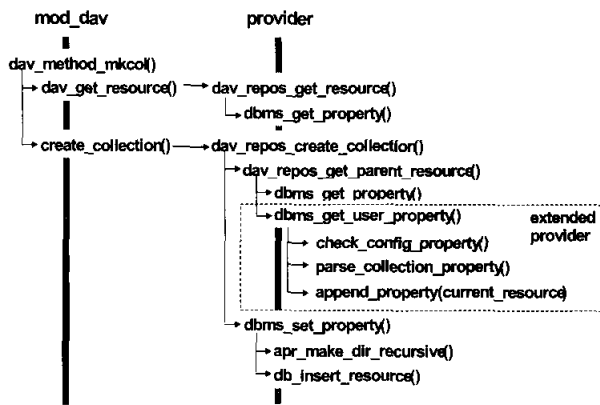 mod_dav provider
dav_method_mkcol()
dav_get_resource() dav_repos_get_resource()
dbms_get_property()
create_collection() dav_repos_create_collection()
dav_repos_get_parent_resource()
dbms_get_property()
dbms_get_user_property() extended
provider
check_config_property()
parse_collection_property()
append_property(current_resource)
dbms_set_property()
apr_make_dir_recursive()
db_insert_resource()